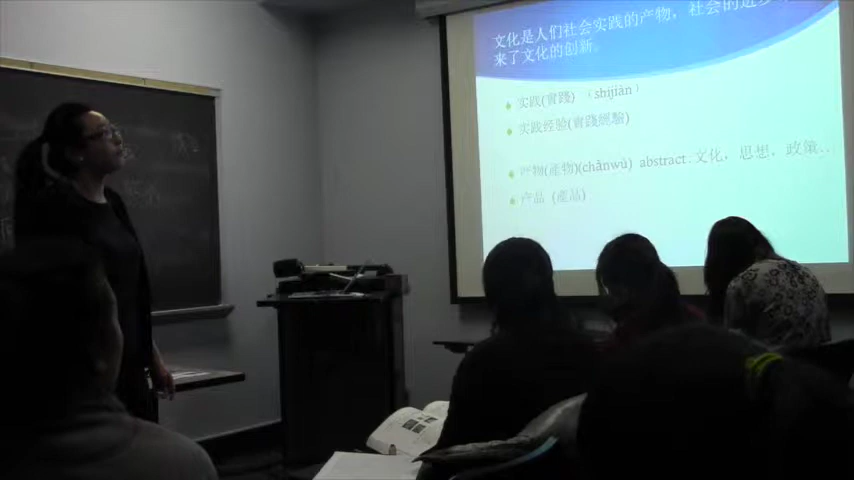 文化是人们社会实践的产物，社会的进步
来了文化的创新。
实践(實踐) （shíjiàn）
实践经验(實踐經驗)
产物(產物)(chǎnwù) abstract.文化，思想，政策…
产品 (產品)